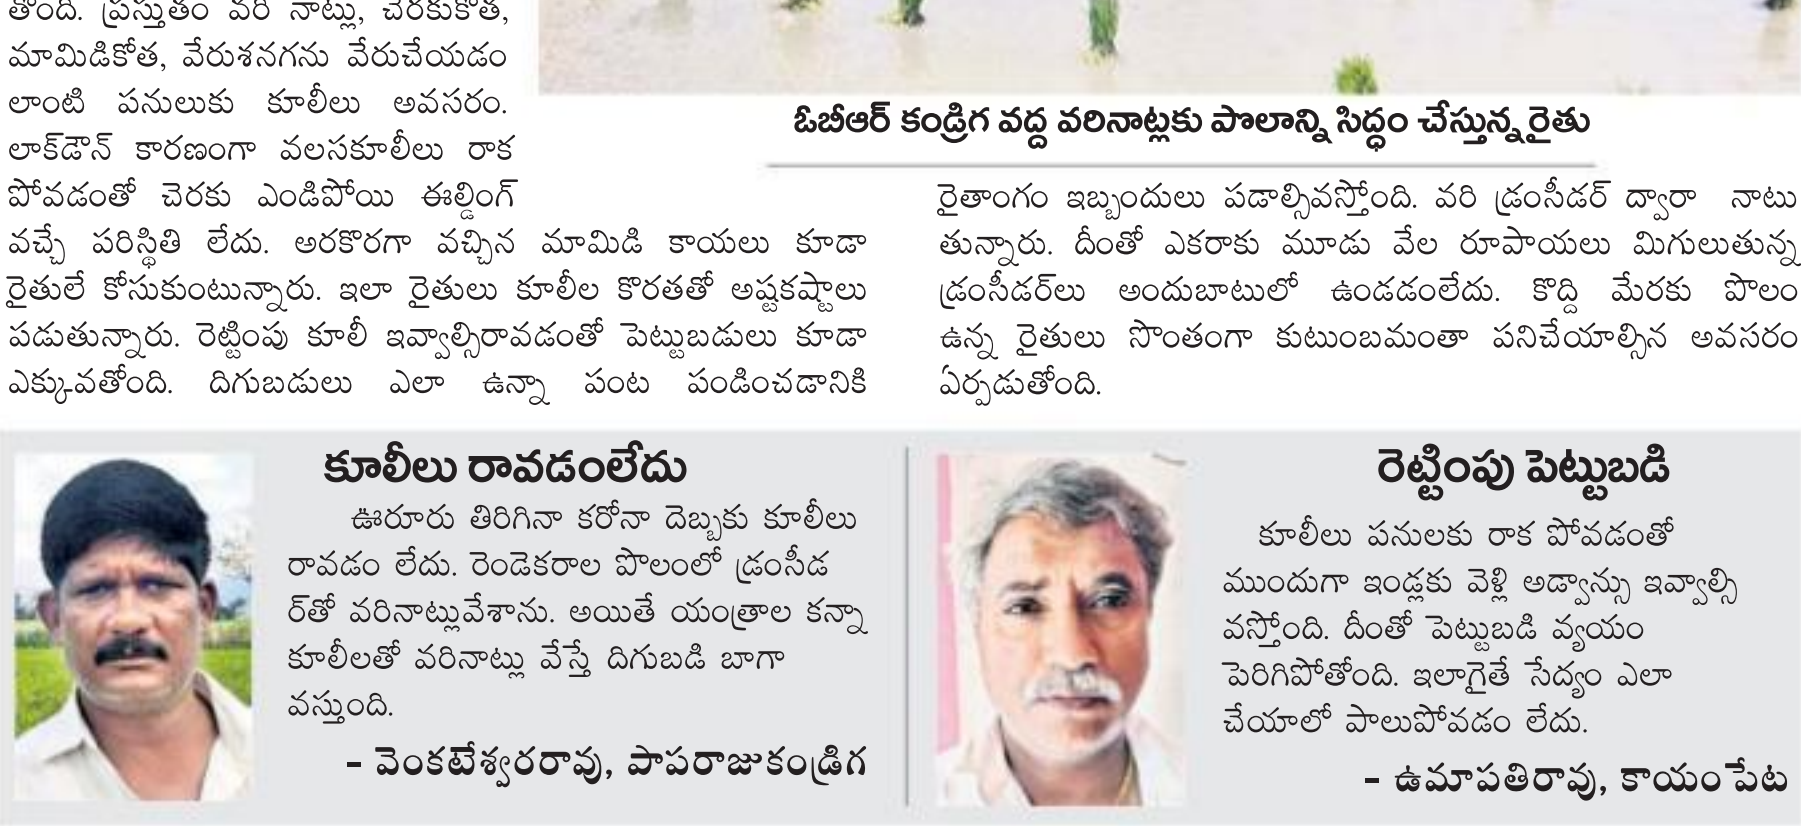 తోంది. ప్రస్తుతం వరి నాట్లు, చెరకుకోత,
మామిడికోత, వేరుశనగను వేరుచేయడం
లాంటి పనులుకు కూలీలు అవసరం.
లాక్‌డౌన్ కారణంగా వలసకూలీలు రాక
పోవడంతో చెరకు ఎండిపోయి ఈల్డింగ్
వచ్చే పరిస్థితి లేదు. అరకొరగా వచ్చిన మామిడి కాయలు కూడా
రైతులే కోసుకుంటున్నారు. ఇలా రైతులు కూలీల కొరతతో అష్టకష్టాలు
పడుతున్నారు. రెట్టింపు కూలీ ఇవ్వాల్సిరావడంతో పెట్టుబడులు కూడా
ఎక్కువతోంది. దిగుబడులు ఎలా ఉన్నా పంట పండించడానికి
ఓబీఆర్ కండ్రిగ వద్ద వరినాట్లకు పొలాన్ని సిద్ధం చేస్తున్న రైతు
రైతాంగం ఇబ్బందులు పడాల్సివస్తోంది. వరి డ్రంసీడర్ ద్వారా నాటు
తున్నారు. దీంతో ఎకరాకు మూడు వేల రూపాయలు మిగులుతున్న
డ్రంసీడర్‌లు అందుబాటులో ఉండడంలేదు. కొద్ది మేరకు పొలం
ఉన్న రైతులు సొంతంగా కుటుంబమంతా పనిచేయాల్సిన అవసరం
ఏర్పడుతోంది.
కూలీలు రావడంలేదు
ఊరూరు తిరిగినా కరోనా దెబ్బకు కూలీలు
రావడం లేదు. రెండెకరాల పొలంలో డ్రంసీడ
ర్‌తో వరినాట్లువేశాను. అయితే యంత్రాల కన్నా
కూలీలతో వరినాట్లు వేస్తే దిగుబడి బాగా
వస్తుంది.
- వెంకటేశ్వరరావు, పాపరాజుకండ్రిగ
రెట్టింపు పెట్టుబడి
కూలీలు పనులకు రాక పోవడంతో
ముందుగా ఇండ్లకు వెళ్లి అడ్వాన్సు ఇవ్వాల్సి
వస్తోంది. దీంతో పెట్టుబడి వ్యయం
పెరిగిపోతోంది. ఇలాగైతే సేద్యం ఎలా
చేయాలో పాలుపోవడం లేదు.
- ఉమాపతిరావు, కాయంపేట